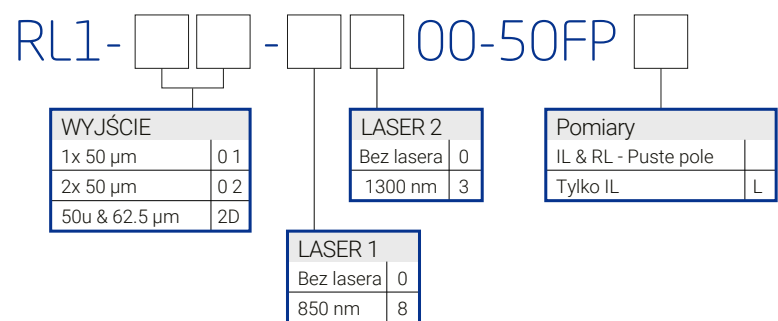 RL1- - 00-50FP
WYJŚCIE
1x 50 µm 0 1
2x 50 µm 0 2
50u & 62.5 µm 2D
LASER 2
Bez lasera 0
1300 nm 3
Pomiary
IL & RL - Puste pole
Tylko IL L
LASER 1
Bez lasera 0
850 nm 8